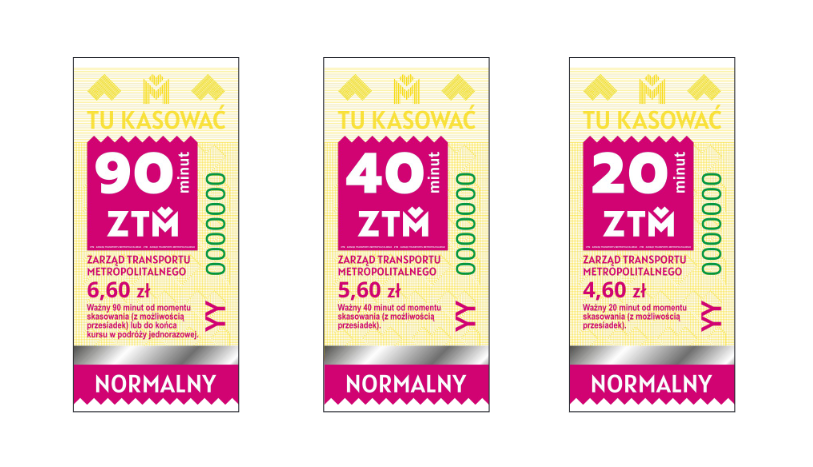 TU KASOWAĆ
90 minut
ZTM
ZARZĄD TRANSPORTU
METROPOLITALNEGO
6,60 zł
Ważny 90 minut od momentu
skasowania (z możliwością
przesiadek) lub do końca
kursu w podróży jednorazowej.
0000000
YY
NORMALNY
TU KASOWAĆ
40 minut
ZTM
ZARZĄD TRANSPORTU
METROPOLITALNEGO
5,60 zł
Ważny 40 minut od momentu
skasowania (z możliwością
przesiadek).
0000000
YY
NORMALNY
TU KASOWAĆ
20 minut
ZTM
ZARZĄD TRANSPORTU
METROPOLITALNEGO
4,60 zł
Ważny 20 minut od momentu
skasowania (z możliwością
przesiadek).
0000000
YY
NORMALNY